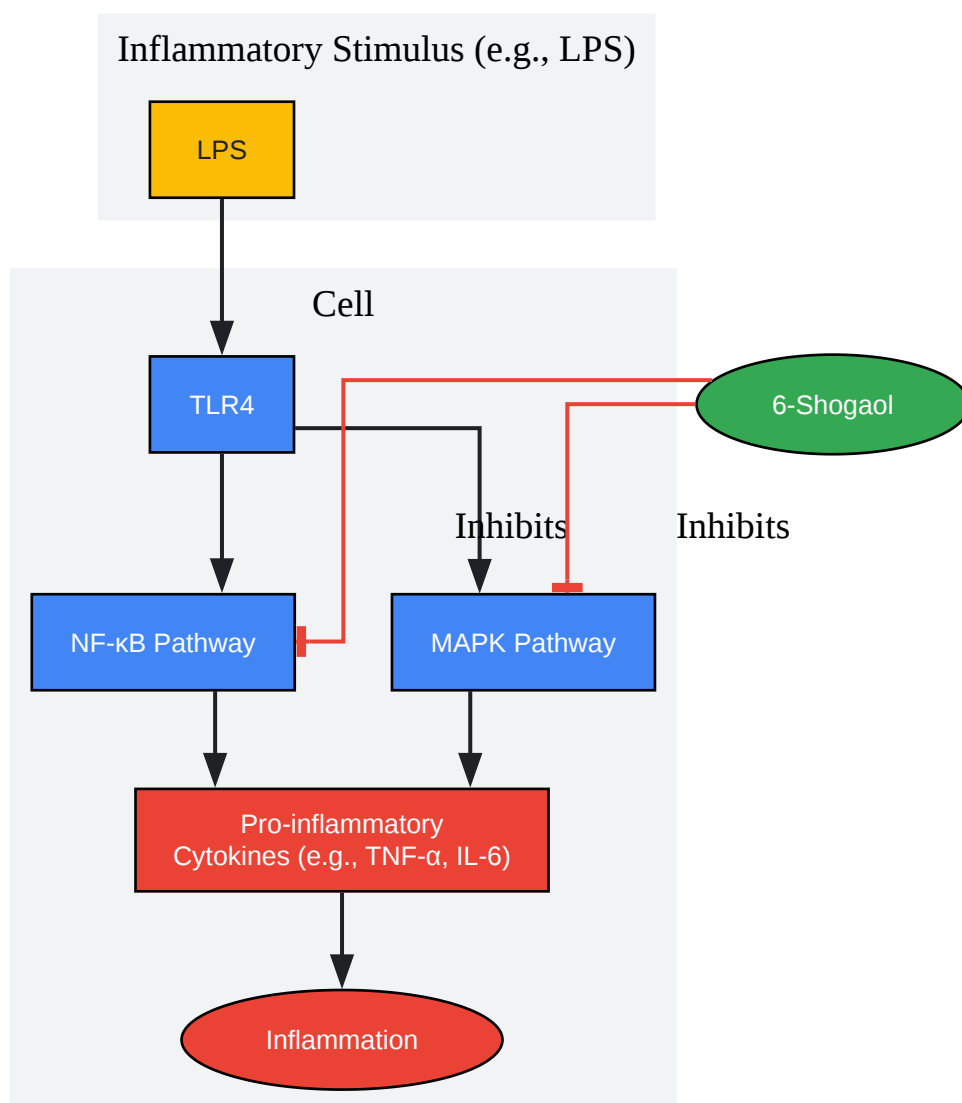 Inflammatory Stimulus (e.g., LPS)
LPS
Cell
TLR4
6-Shogaol
Inhibits
Inhibits
NF-κB Pathway
MAPK Pathway
Pro-inflammatory
Cytokines (e.g., TNF-α, IL-6)
Inflammation